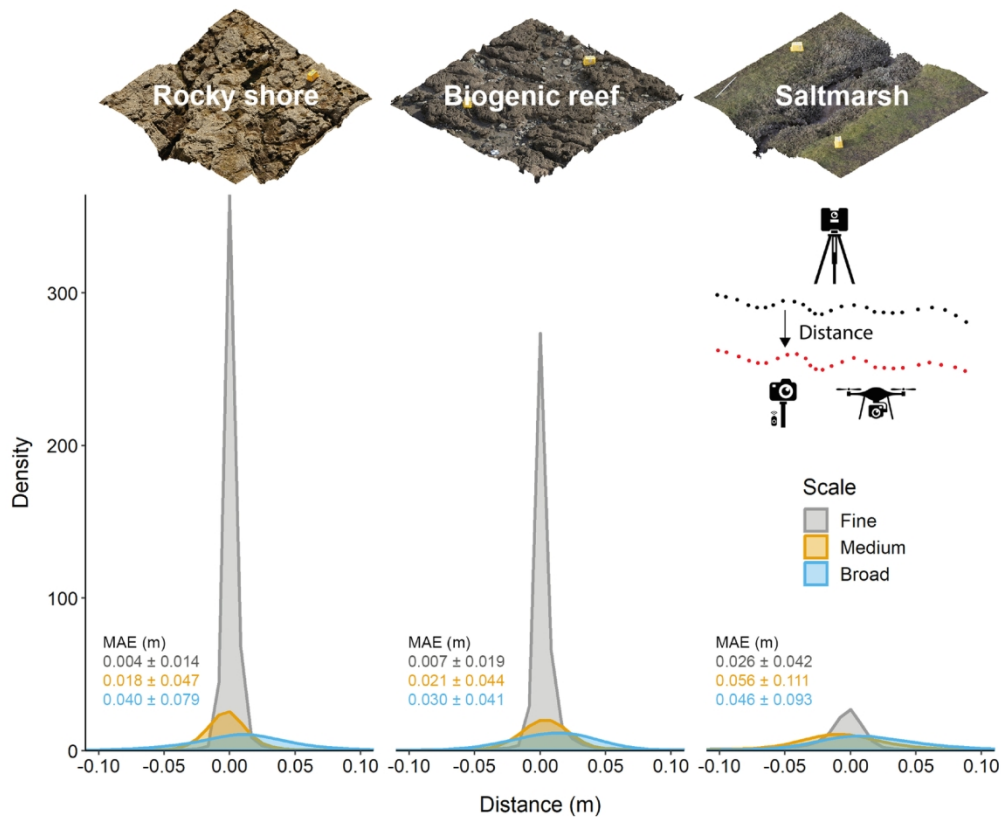 Rocky shore
Biogenic reef
Saltmarsh
Distance
Scale
Fine
Medium
Broad
Density
300
200
100
0
MAE (m)
0.004 ± 0.014
0.018 ± 0.047
0.040 ± 0.079
MAE (m)
0.007 ± 0.019
0.021 ± 0.044
0.030 ± 0.041
MAE (m)
0.026 ± 0.042
0.056 ± 0.111
0.046 ± 0.093
-0.10 -0.05 0.00 0.05 0.10
-0.10 -0.05 0.00 0.05 0.10
-0.10 -0.05 0.00 0.05 0.10
Distance (m)